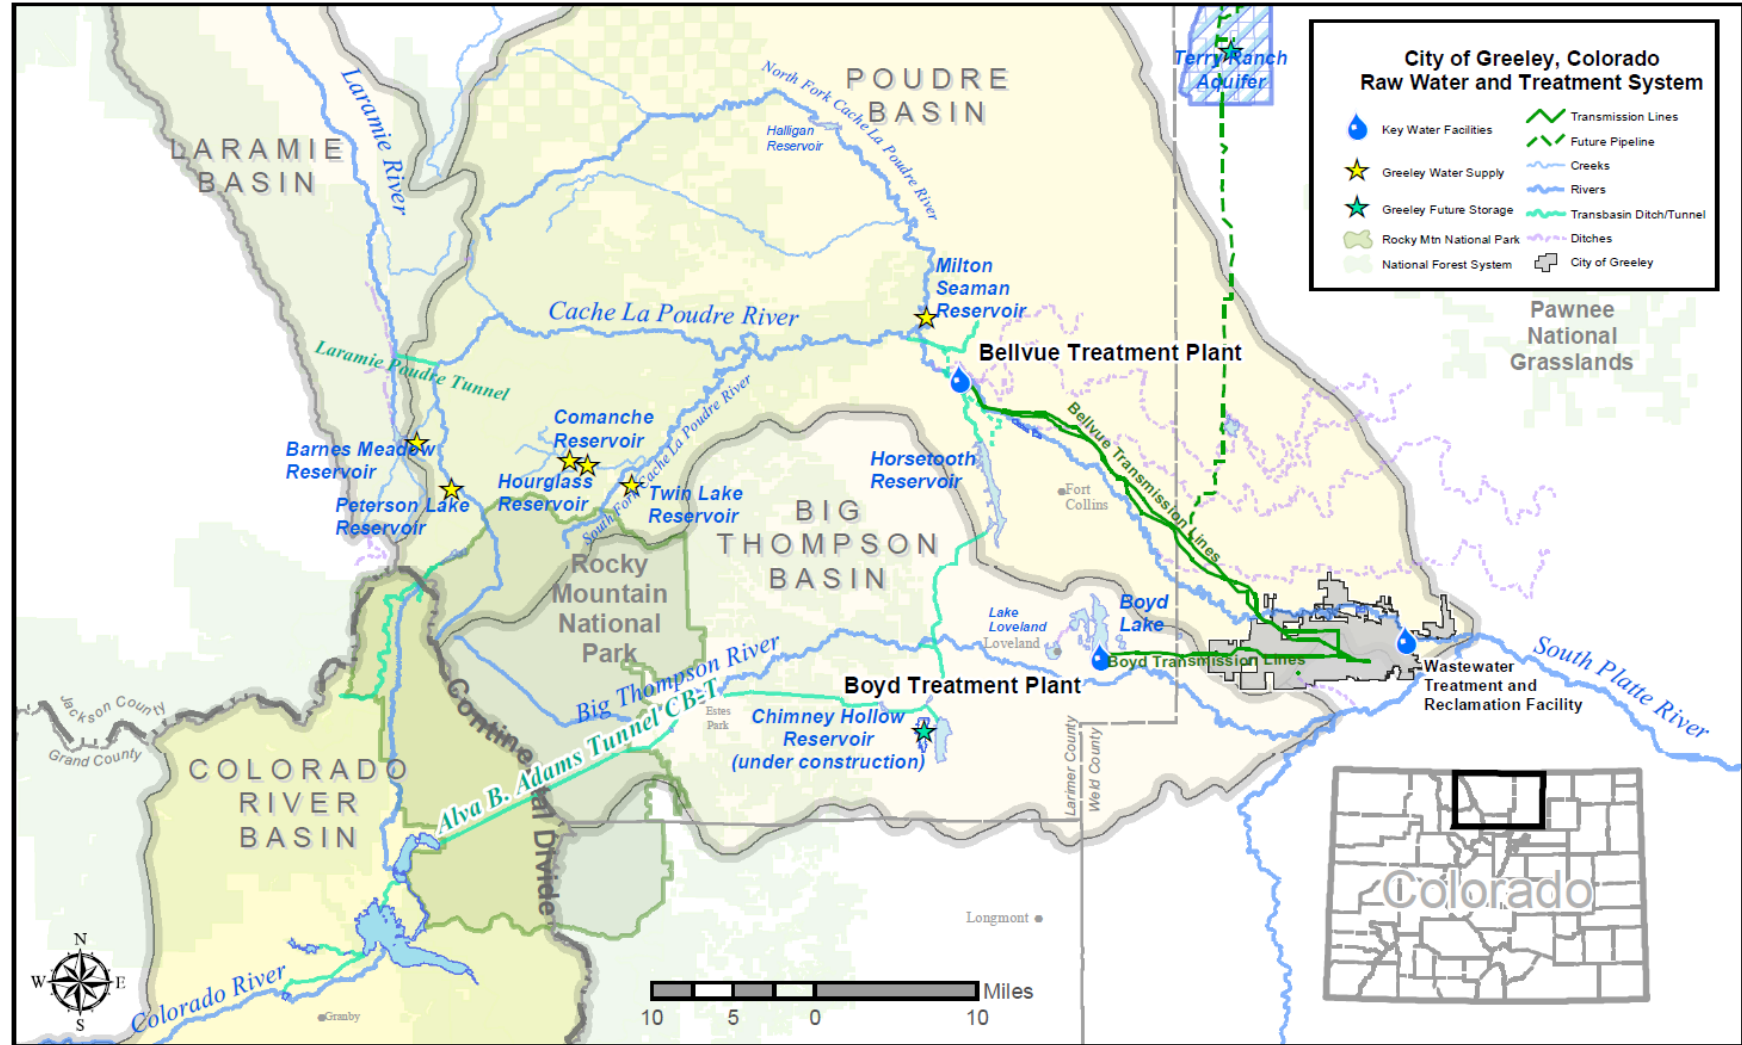 City of Greeley, Colorado
Raw Water and Treatment System
Key Water Facilities
Greeley Water Supply
Greeley Future Storage
Rocky Mtn National Park
National Forest System
Transmission Lines
Future Pipeline
Creeks
Rivers
Transbasin Ditch/Tunnel
Ditches
City of Greeley
Terry Ranch
Aquifer
POUDRE
BASIN
North Fork Cache La Poudre River
Halligan
Reservoir
Laramie River
LARAMIE
BASIN
Milton
Seaman
Reservoir
Cache La Poudre River
Pawnee
National
Grasslands
Bellvue Treatment Plant
Laramie Poudre Tunnel
Comanche
Reservoir
Bellvue Transmission Lines
Barnes Meadow
Reservoir
Hourglass
Reservoir
Peterson Lake
Reservoir
South Fork Cache La Poudre River
Twin Lake
Reservoir
Horsetooth
Reservoir
Fort
Collins
BIG
THOMPSON
BASIN
Rocky
Mountain
National
Park
Lake
Loveland
Loveland
Boyd
Lake
Boyd Transmission Lines
Big Thompson River
Boyd Treatment Plant
Wastewater
Treatment and
Reclamation Facility
South Platte River
Estes
Park
Chimney Hollow
Reservoir
(under construction)
Alva B. Adams Tunnel CB-T
Continental Divide
Jackson County
Grand County
Larimer County
Weld County
COLORADO
RIVER
BASIN
Colorado
Longmont
Colorado River
Granby
N
W
E
S
Miles
10
5
0
10